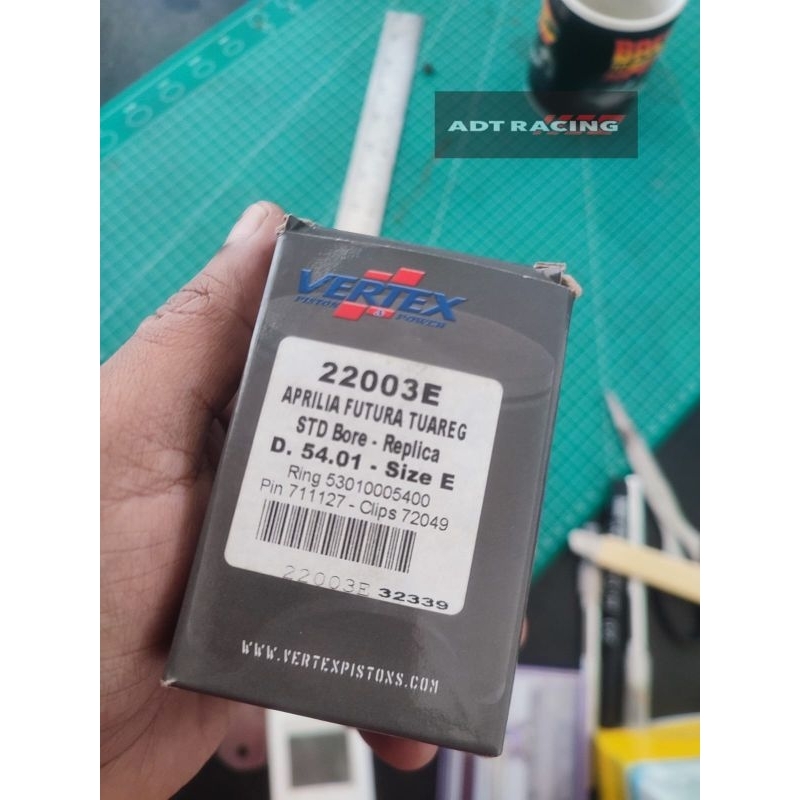 ADT RACING
VERTEX
PISTON POWER
22003E
APRILIA FUTURA TUAREG
STD Bore - Replica
D. 54.01 - Size E
Ring 53010005400
Pin 711127 - Clips 72049
22003E 32339
WWW.VERTEXPISTONS.COM